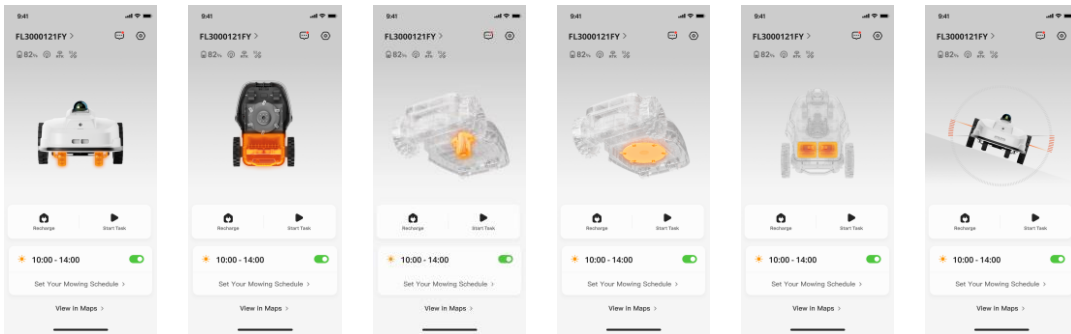 9:41
FL3000121FY >
82%
Recharge
Start Task
10:00 - 14:00
Set Your Mowing Schedule >
View in Maps >
9:41
FL3000121FY >
82%
Recharge
Start Task
10:00 - 14:00
Set Your Mowing Schedule >
View in Maps >
9:41
FL3000121FY >
82%
Recharge
Start Task
10:00 - 14:00
Set Your Mowing Schedule >
View in Maps >
9:41
FL3000121FY >
82%
Recharge
Start Task
10:00 - 14:00
Set Your Mowing Schedule >
View in Maps >
9:41
FL3000121FY >
82%
Recharge
Start Task
10:00 - 14:00
Set Your Mowing Schedule >
View in Maps >
9:41
FL3000121FY >
82%
Recharge
Start Task
10:00 - 14:00
Set Your Mowing Schedule >
View in Maps >